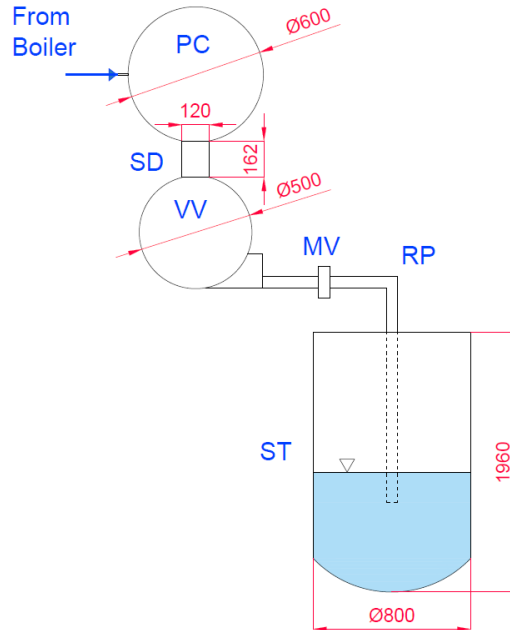 From
Boiler
PC
Ø600
120
SD
162
VV
Ø500
MV
RP
ST
1960
Ø800